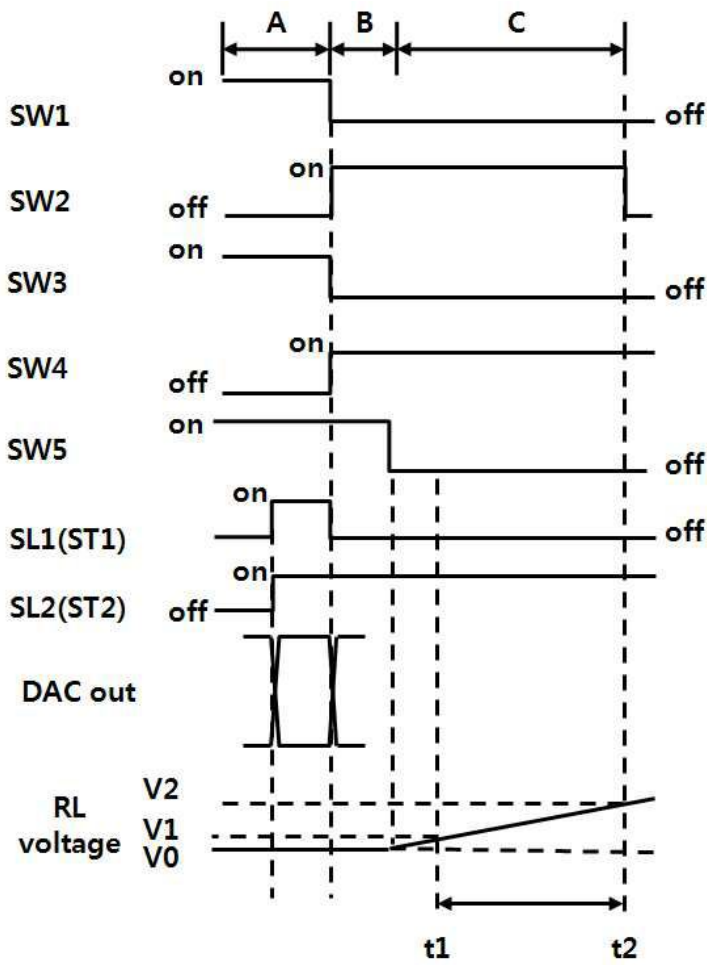 A B C
on
SW1 off
on
SW2 off
on
SW3 off
on
SW4 off
on
SW5 off
on
SL1(ST1) off
on
SL2(ST2) off
DAC out
V2
RL
voltage V1
V0
t1 t2